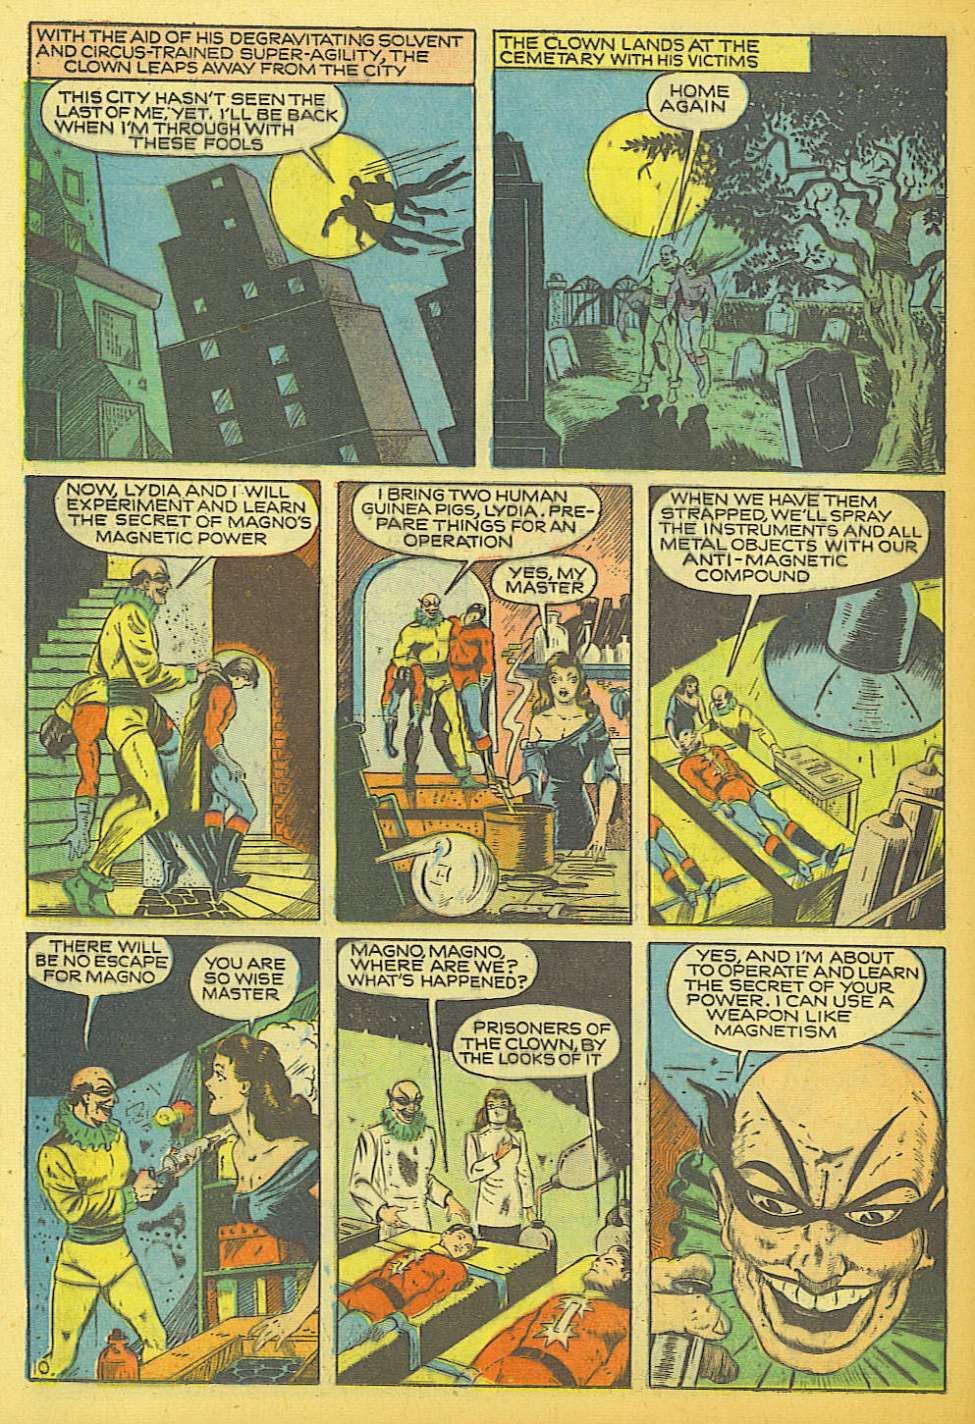 WITH THE AID OF HIS DEGRAVITATING SOLVENT
AND CIRCUS-TRAINED SUPER-AGILITY, THE
CLOWN LEAPS AWAY FROM THE CITY
THIS CITY HASN'T SEEN THE
LAST OF ME, YET. I'LL BE BACK
WHEN I'M THROUGH WITH
THESE FOOLS
THE CLOWN LANDS AT THE
CEMETARY WITH HIS VICTIMS
HOME
AGAIN
NOW, LYDIA AND I WILL
EXPERIMENT AND LEARN
THE SECRET OF MAGNO'S
MAGNETIC POWER
I BRING TWO HUMAN
GUINEA PIGS, LYDIA. PRE-
PARE THINGS FOR AN
OPERATION
YES, MY
MASTER
WHEN WE HAVE THEM
STRAPPED, WE'LL SPRAY
THE INSTRUMENTS AND ALL
METAL OBJECTS WITH OUR
ANTI-MAGNETIC
COMPOUND
THERE WILL
BE NO ESCAPE
FOR MAGNO
YOU ARE
SO WISE
MASTER
MAGNO, MAGNO,
WHERE ARE WE?
WHAT'S HAPPENED?
PRISONERS OF
THE CLOWN, BY
THE LOOKS OF IT
YES, AND I'M ABOUT
TO OPERATE AND LEARN
THE SECRET OF YOUR
POWER. I CAN USE A
WEAPON LIKE
MAGNETISM